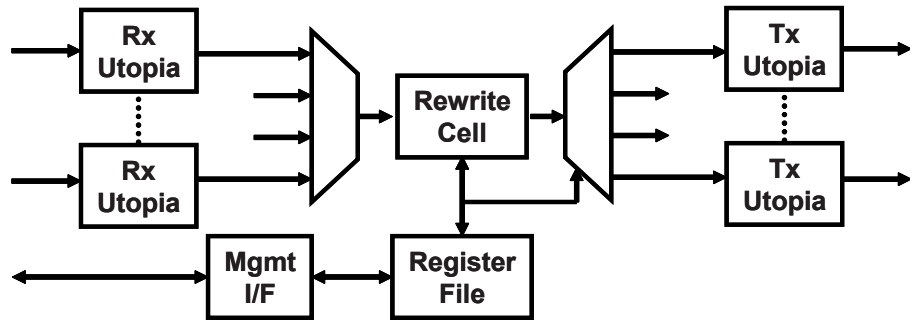 Rx
Utopia
Tx
Utopia
Rewrite
Cell
Rx
Utopia
Tx
Utopia
Mgmt
I/F
Register
File